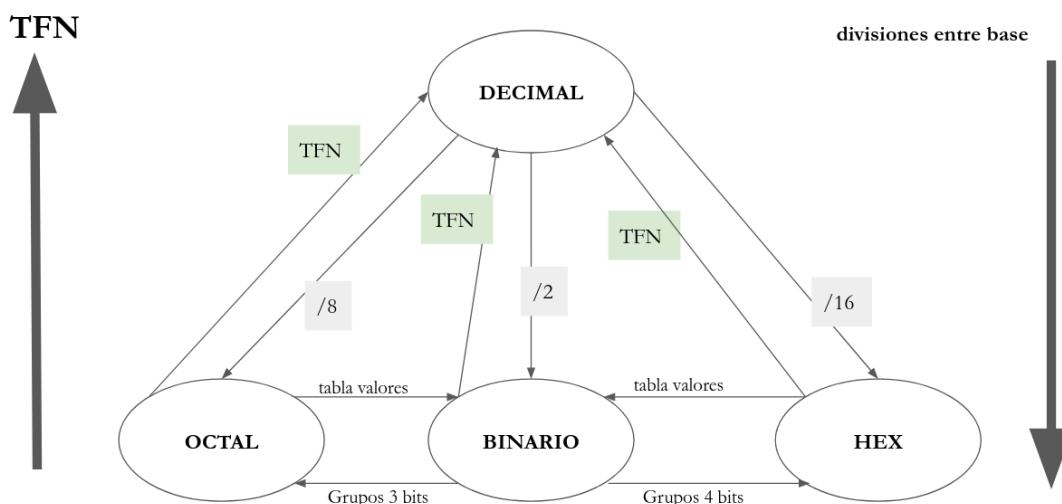 TFN
divisiones entre base
DECIMAL
TFN
TFN
TFN
/8
/2
/16
tabla valores
tabla valores
OCTAL
BINARIO
HEX
Grupos 3 bits
Grupos 4 bits